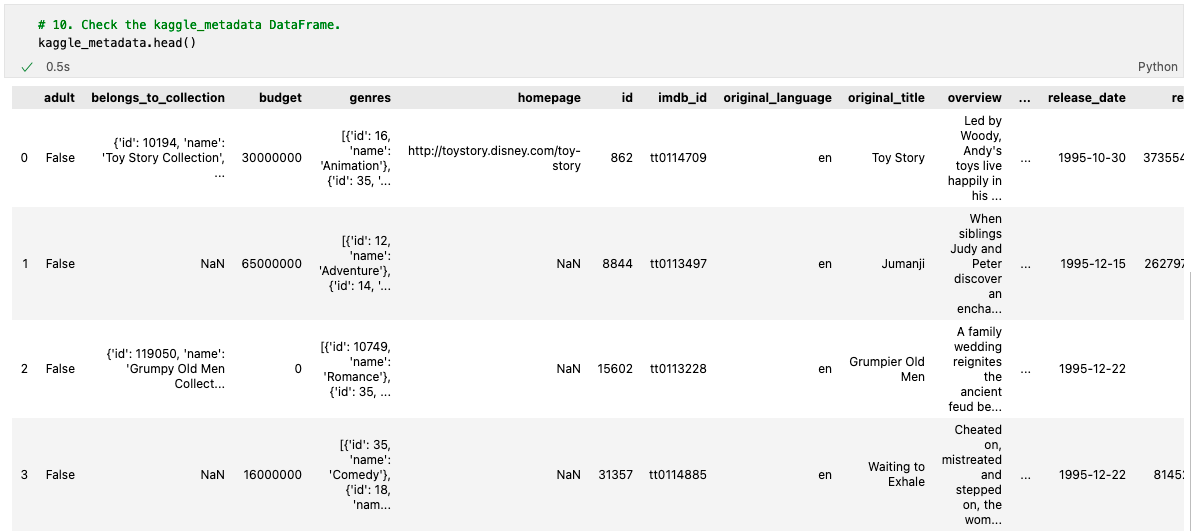 # 10. Check the kaggle_metadata DataFrame.
kaggle_metadata.head()
✓ 0.5s Python
adult belongs_to_collection budget genres homepage id imdb_id original_language original_title overview ... release_date re
0 False {'id': 10194, 'name': 'Toy Story Collection', ... 30000000 [{'id': 16, 'name': 'Animation'}, {'id': 35, '... http://toystory.disney.com/toy-story 862 tt0114709 en Toy Story Led by Woody, Andy's toys live happily in his ... ... 1995-10-30 373554
1 False NaN 65000000 [{'id': 12, 'name': 'Adventure'}, {'id': 14, '... NaN 8844 tt0113497 en Jumanji When siblings Judy and Peter discover an encha... ... 1995-12-15 262797
2 False {'id': 119050, 'name': 'Grumpy Old Men Collect... 0 [{'id': 10749, 'name': 'Romance'}, {'id': 35, ... NaN 15602 tt0113228 en Grumpier Old Men A family wedding reignites the ancient feud be... ... 1995-12-22
3 False NaN 16000000 [{'id': 35, 'name': 'Comedy'}, {'id': 18, 'nam... NaN 31357 tt0114885 en Waiting to Exhale Cheated on, mistreated and stepped on, the wom... ... 1995-12-22 8145